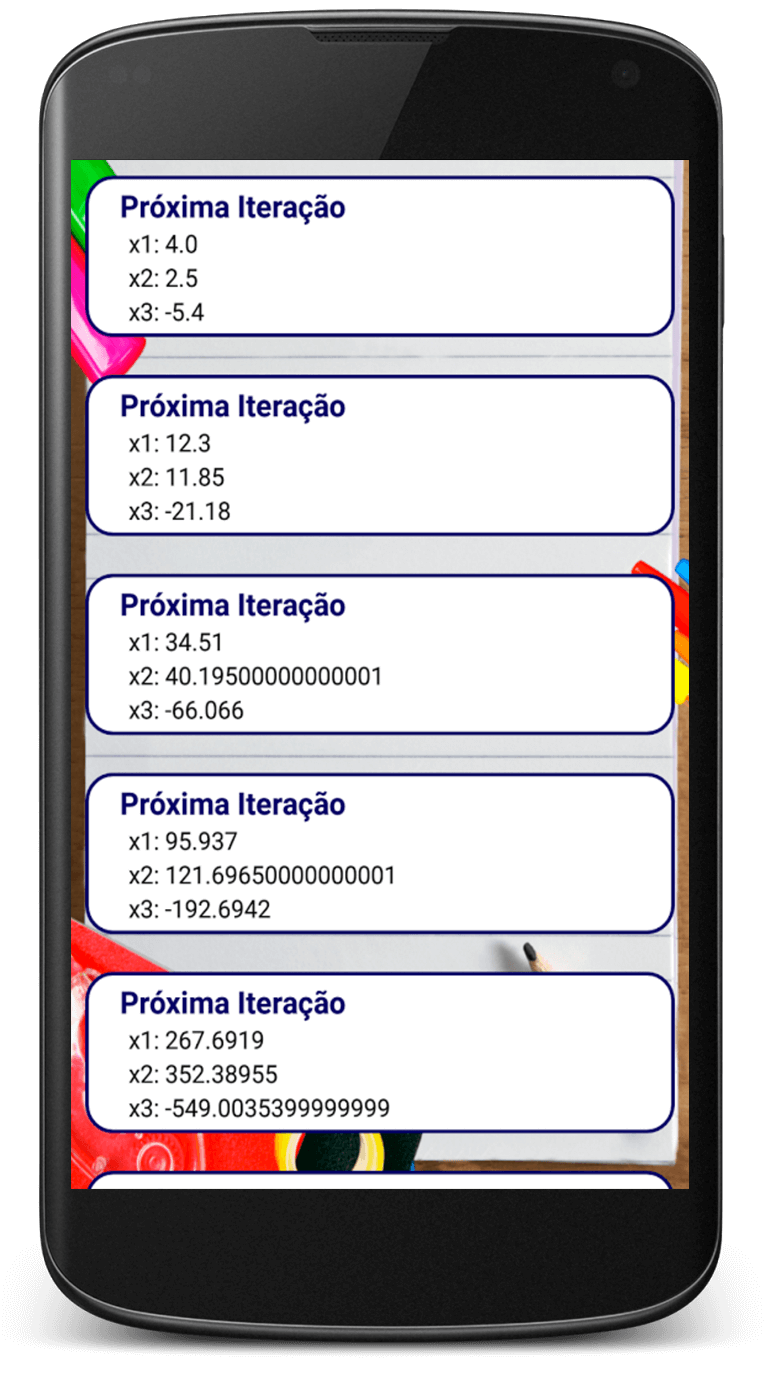 Próxima Iteração
x1: 4.0
x2: 2.5
x3: -5.4
Próxima Iteração
x1: 12.3
x2: 11.85
x3: -21.18
Próxima Iteração
x1: 34.51
x2: 40.19500000000001
x3: -66.066
Próxima Iteração
x1: 95.937
x2: 121.69650000000001
x3: -192.6942
Próxima Iteração
x1: 267.6919
x2: 352.38955
x3: -549.0035399999999